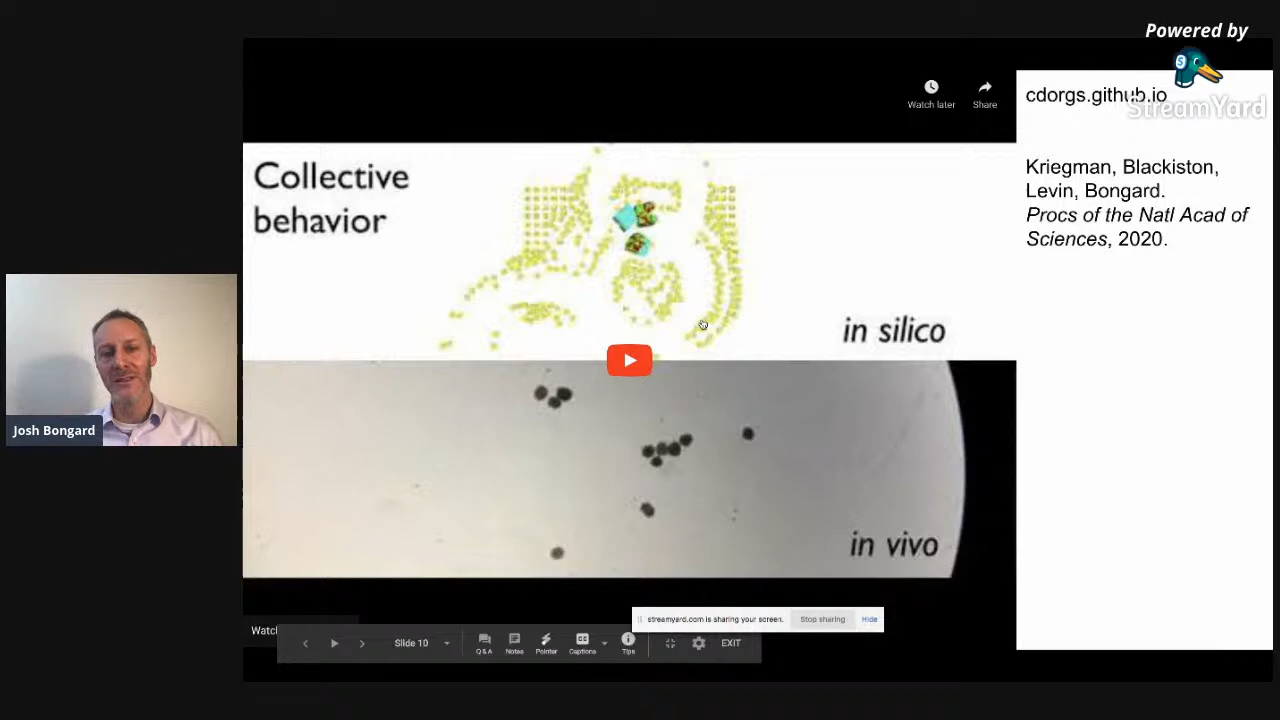 Powered by
StreamYard
Watch later
Share
cdorgs.github.io
Collective
behavior
Kriegman, Blackiston,
Levin, Bongard.
Procs of the Natl Acad of
Sciences, 2020.
in silico
Josh Bongard
in vivo
streamyard.com is sharing your screen.
Stop sharing
Hide
Slide 10
Q & A
Notes
Pointer
Captions
Tips
EXIT